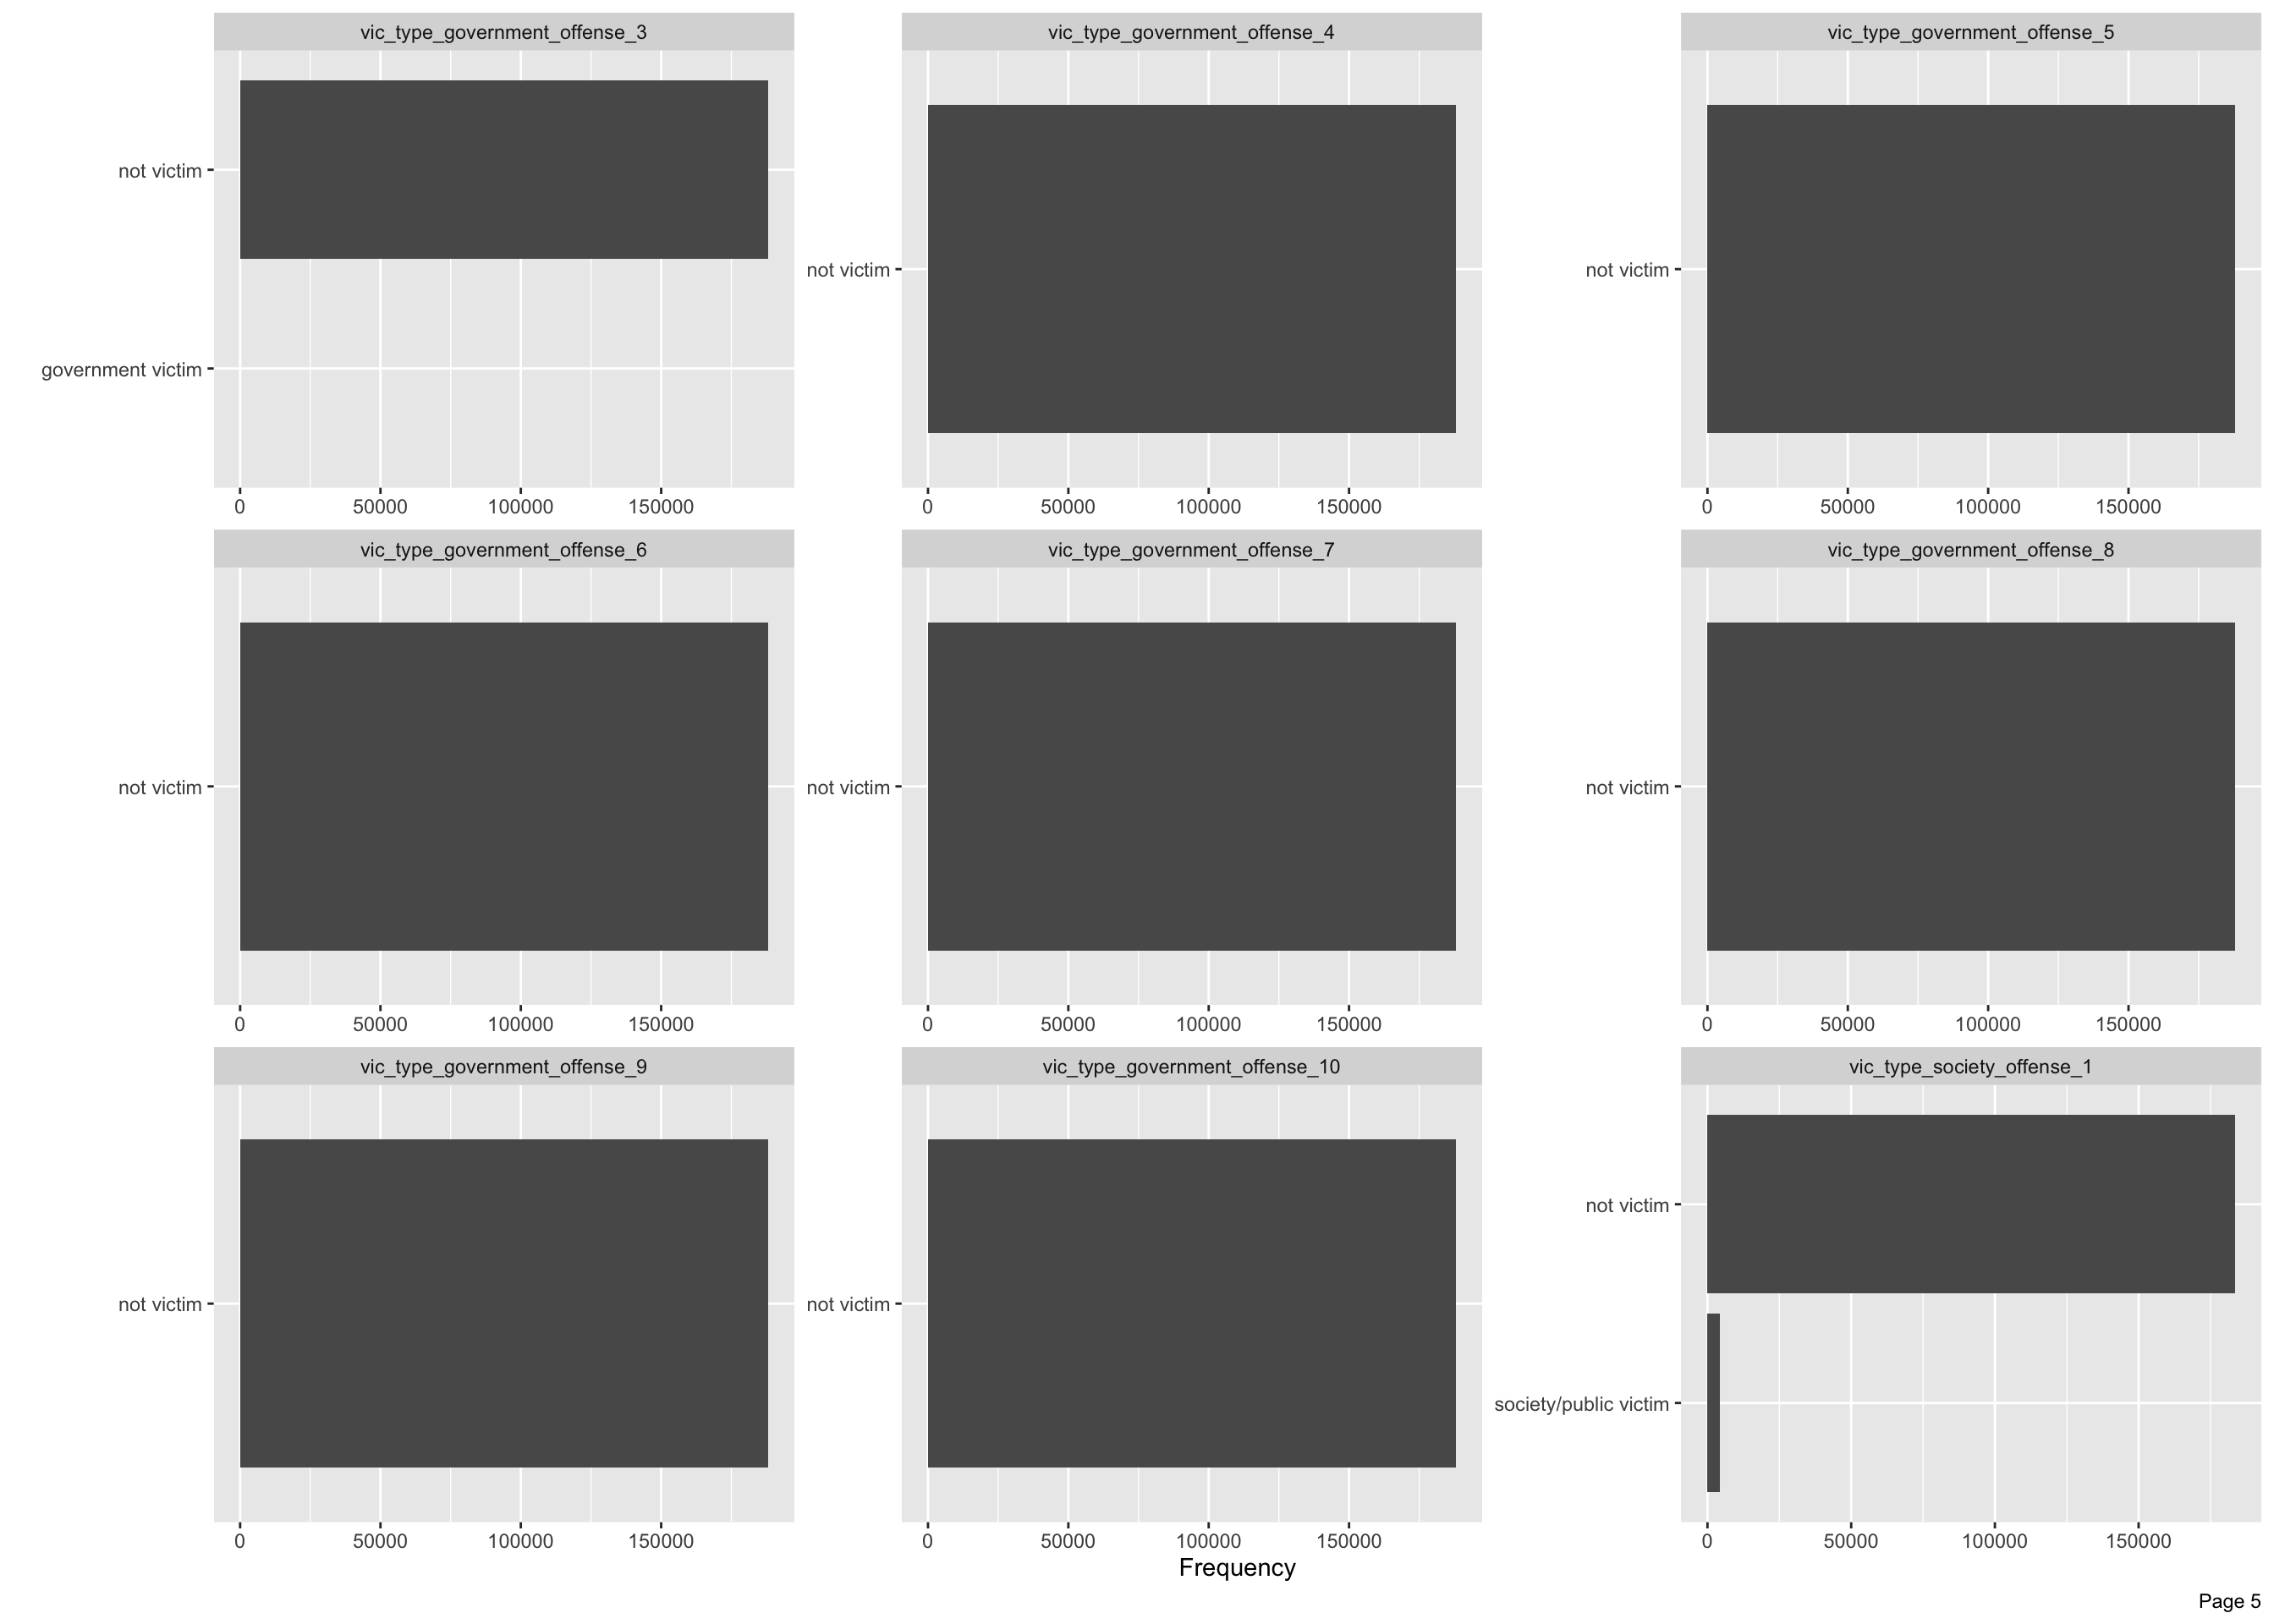 vic_type_government_offense_3
vic_type_government_offense_4
vic_type_government_offense_5
not victim
government victim
0 50000 100000 150000
not victim
0 50000 100000 150000
not victim
0 50000 100000 150000
vic_type_government_offense_6
vic_type_government_offense_7
vic_type_government_offense_8
not victim
0 50000 100000 150000
not victim
0 50000 100000 150000
not victim
0 50000 100000 150000
vic_type_government_offense_9
vic_type_government_offense_10
vic_type_society_offense_1
not victim
0 50000 100000 150000
not victim
0 50000 100000 150000
not victim
society/public victim
0 50000 100000 150000
Frequency
Page 5